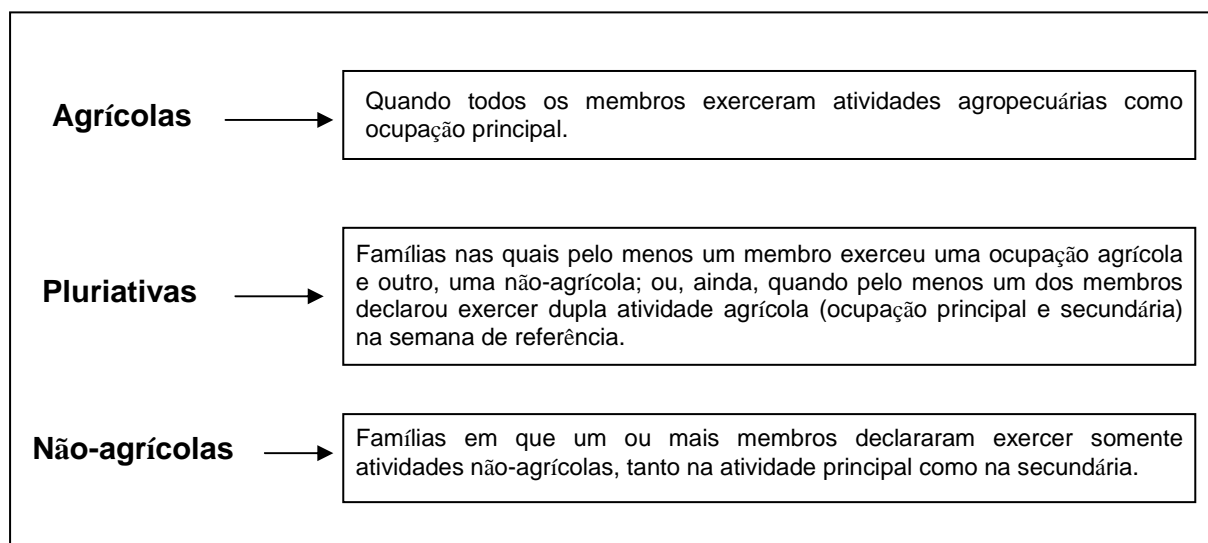 Agrícolas
Quando todos os membros exerceram atividades agropecuárias como
ocupação principal.
Pluriativas
Famílias nas quais pelo menos um membro exerceu uma ocupação agrícola
e outro, uma não-agrícola; ou, ainda, quando pelo menos um dos membros
declarou exercer dupla atividade agrícola (ocupação principal e secundária)
na semana de referência.
Não-agrícolas
Famílias em que um ou mais membros declararam exercer somente
atividades não-agrícolas, tanto na atividade principal como na secundária.